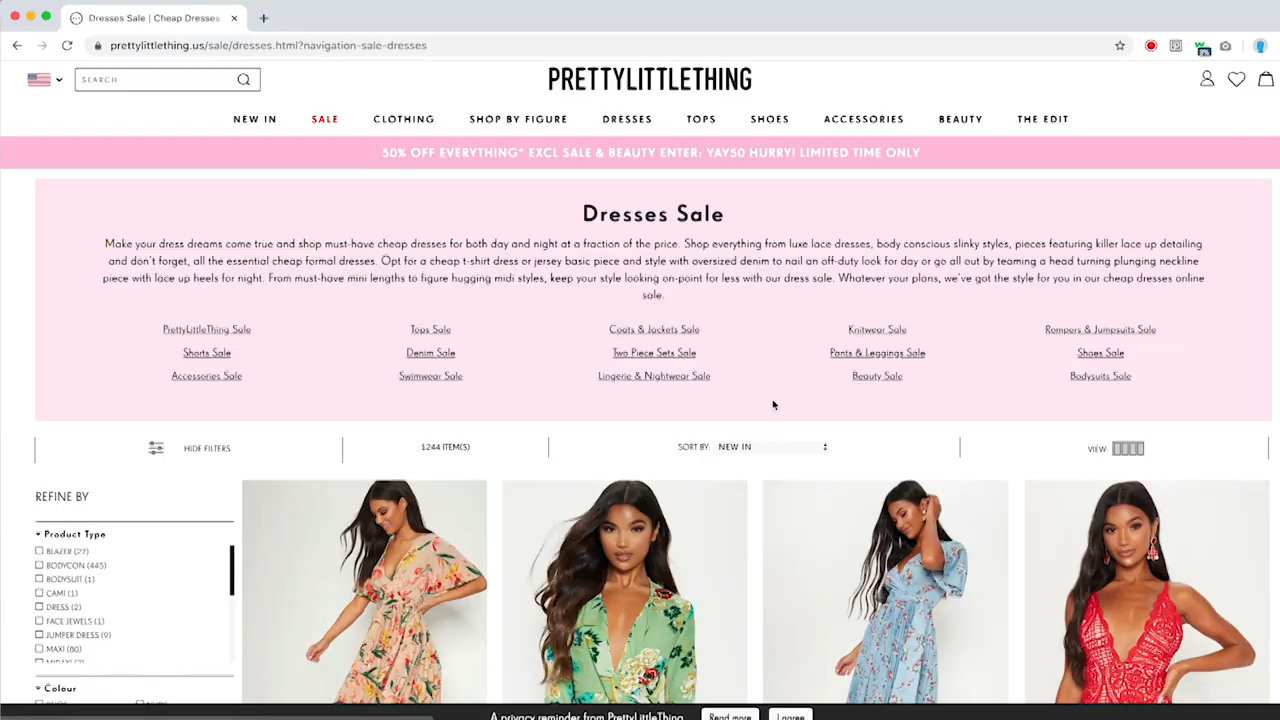 Dresses Sale | Cheap Dresses
prettylittlething.us/sale/dresses.html?navigation-sale-dresses
SEARCH
PRETTYLITTLETHING
NEW IN SALE CLOTHING SHOP BY FIGURE DRESSES TOPS SHOES ACCESSORIES BEAUTY THE EDIT
50% OFF EVERYTHING* EXCL SALE & BEAUTY ENTER: YAY50 HURRY! LIMITED TIME ONLY
Dresses Sale
Make your dress dreams come true and shop must-have cheap dresses for both day and night at a fraction of the price. Shop everything from luxe lace dresses, body conscious slinky styles, pieces featuring killer lace up detailing
and don't forget, all the essential cheap formal dresses. Opt for a cheap t-shirt dress or jersey basic piece and style with oversized denim to nail an off-duty look for day or go all out by teaming a head turning plunging neckline
piece with lace up heels for night. From must-have mini lengths to figure hugging midi styles, keep your style looking on-point for less with our dress sale. Whatever your plans, we've got the style for you in our cheap dresses online
sale.
PrettyLittleThing Sale Tops Sale Coats & Jackets Sale Knitwear Sale Rompers & Jumpsuits Sale
Shorts Sale Denim Sale Two Piece Sets Sale Pants & Leggings Sale Shoes Sale
Accessories Sale Swimwear Sale Lingerie & Nightwear Sale Beauty Sale Bodysuits Sale
HIDE FILTERS 1244 ITEM(S) SORT BY: NEW IN VIEW
REFINE BY
Product Type
BLAZER (27)
BODYCON (445)
BODYSUIT (1)
CAMI (1)
DRESS (2)
FACE JEWELS (1)
JUMPER DRESS (9)
MAXI (80)
Colour
A privacy reminder from PrettyLittleThing Read more I agree